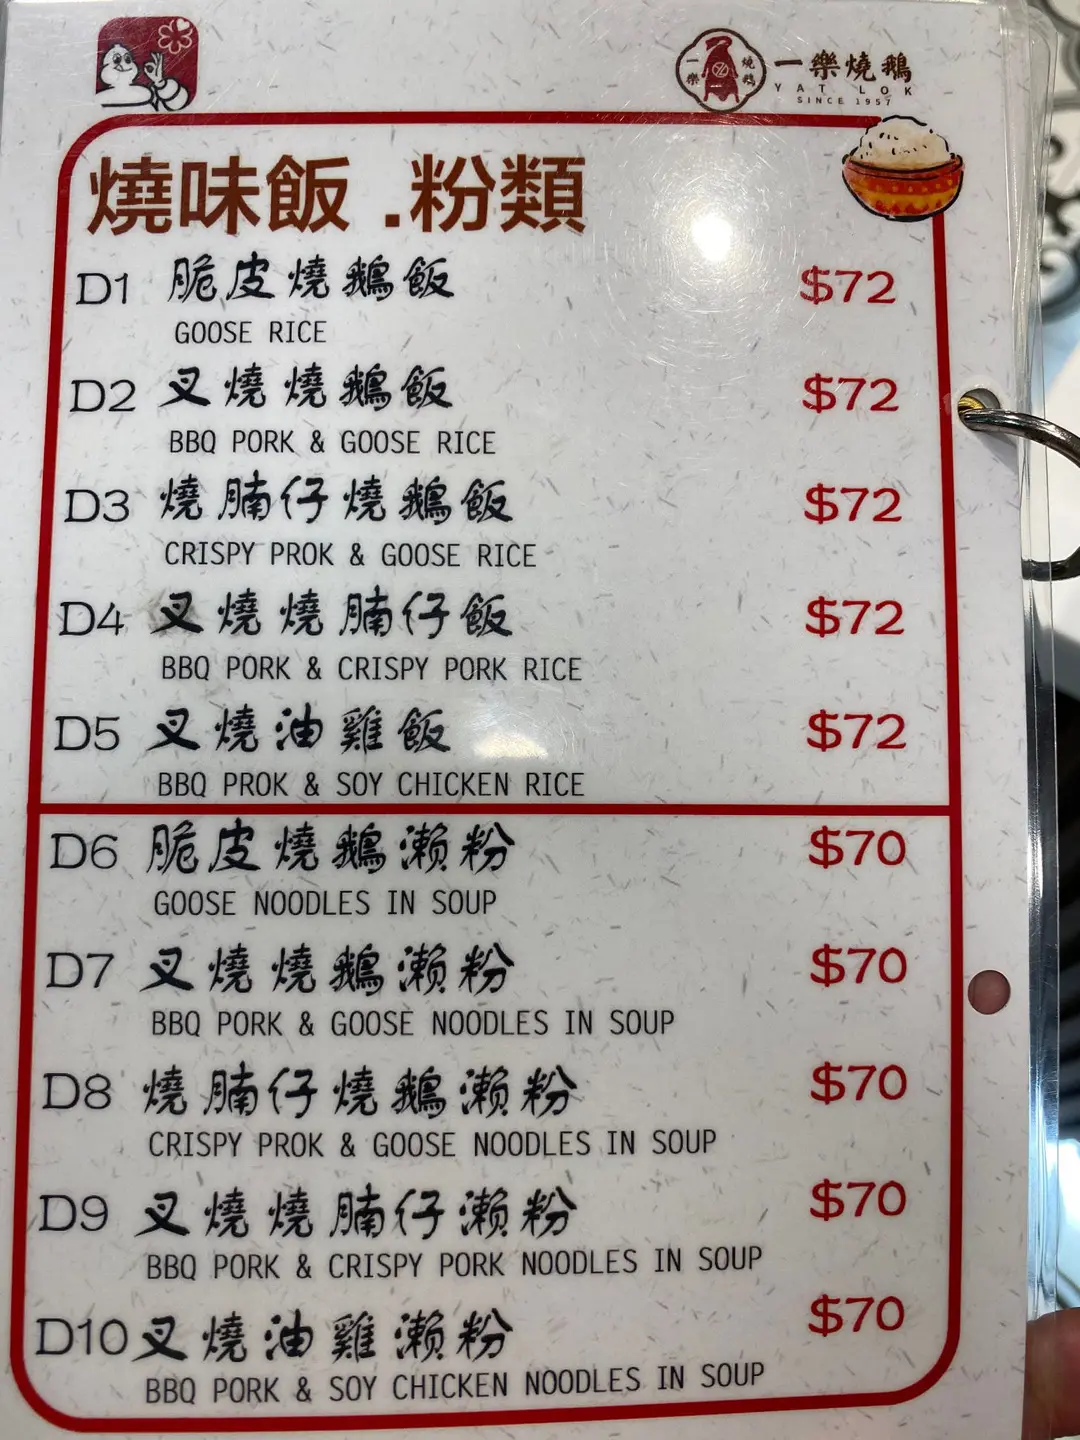 一樂燒鵝
YAT LOK
SINCE 1957
燒味飯.粉類
D1 脆皮燒鵝飯 $72
GOOSE RICE
D2 叉燒燒鵝飯 $72
BBQ PORK & GOOSE RICE
D3 燒腩仔燒鵝飯 $72
CRISPY PROK & GOOSE RICE
D4 叉燒燒腩仔飯 $72
BBQ PORK & CRISPY PORK RICE
D5 叉燒油雞飯 $72
BBQ PROK & SOY CHICKEN RICE
D6 脆皮燒鵝瀨粉 $70
GOOSE NOODLES IN SOUP
D7 叉燒燒鵝瀨粉 $70
BBQ PORK & GOOSE NOODLES IN SOUP
D8 燒腩仔燒鵝瀨粉 $70
CRISPY PROK & GOOSE NOODLES IN SOUP
D9 叉燒燒腩仔瀨粉 $70
BBQ PORK & CRISPY PORK NOODLES IN SOUP
D10 叉燒油雞瀨粉 $70
BBQ PORK & SOY CHICKEN NOODLES IN SOUP